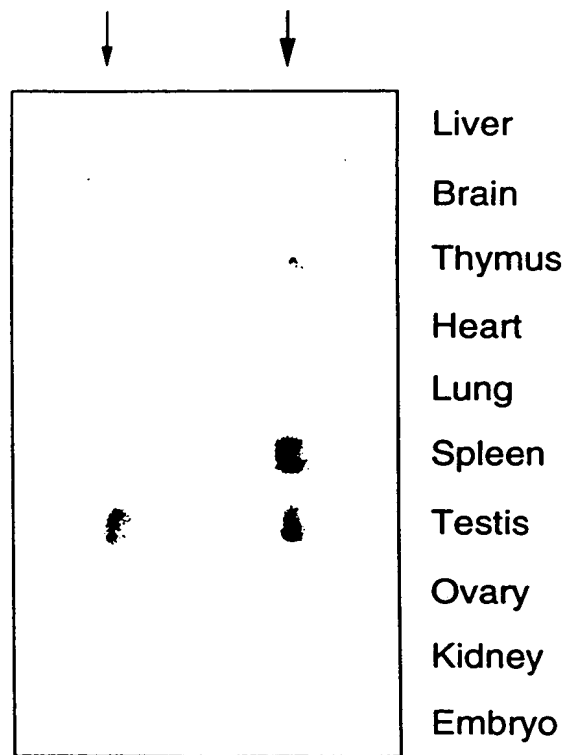 Liver
Brain
Thymus
Heart
Lung
Spleen
Testis
Ovary
Kidney
Embryo